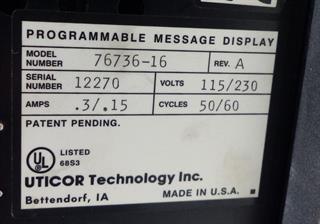 PROGRAMMABLE MESSAGE DISPLAY
MODEL NUMBER 76736-16 REV. A
SERIAL NUMBER 12270 VOLTS 115/230
AMPS .3/.15 CYCLES 50/60
PATENT PENDING.
UL LISTED
68S3
UTICOR Technology Inc.
Bettendorf, IA MADE IN U.S.A.